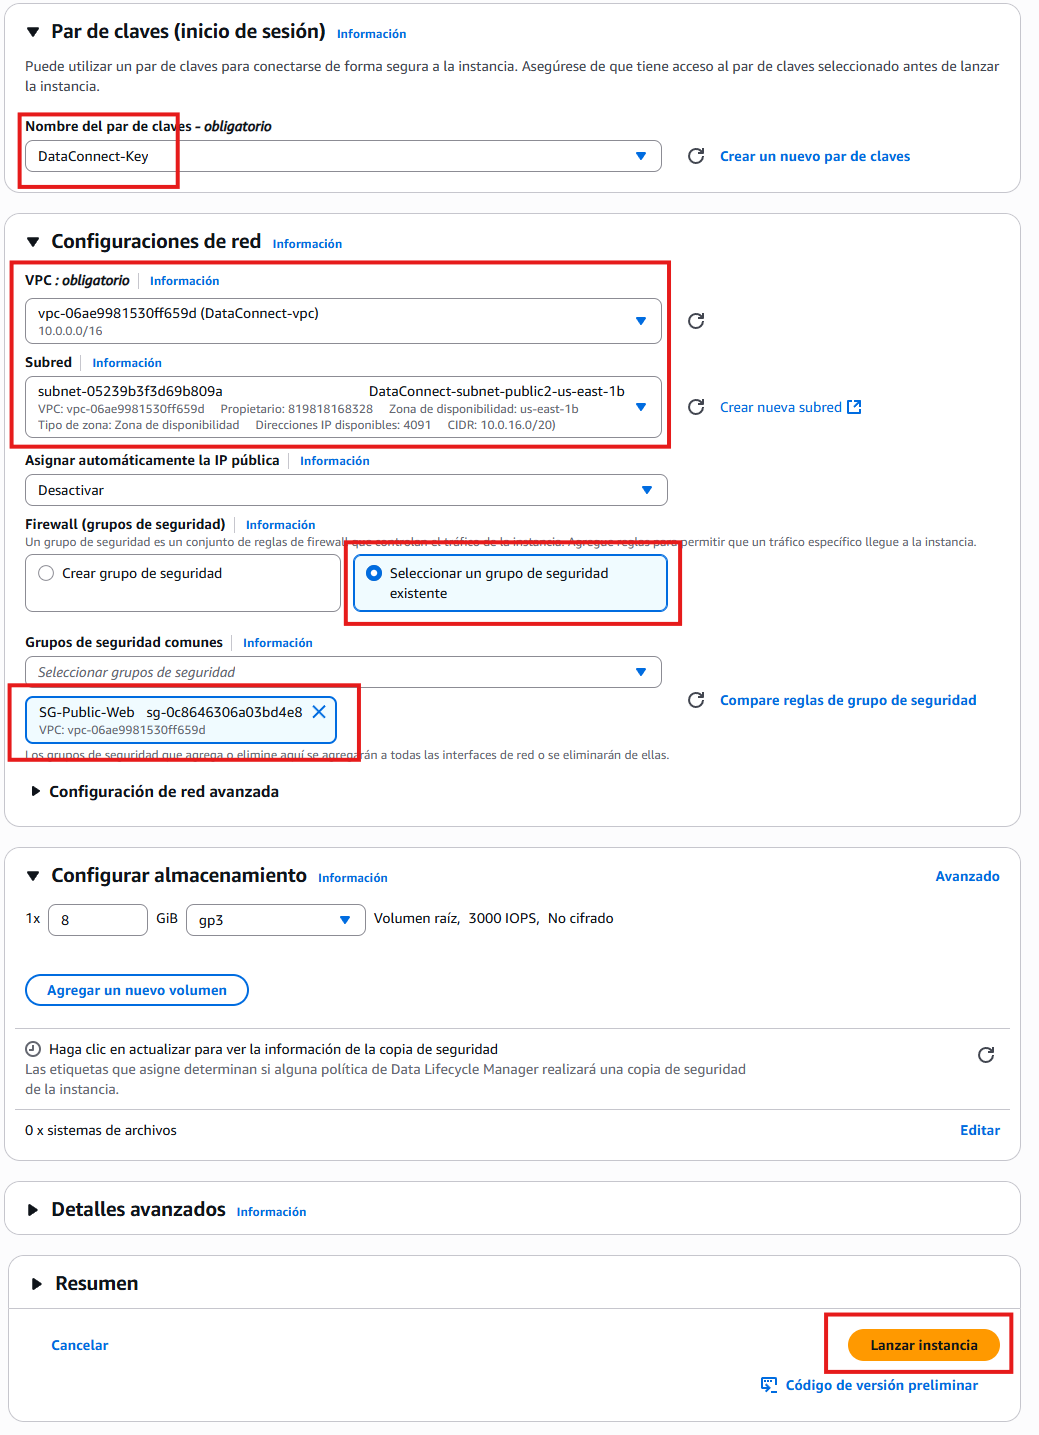 Par de claves (inicio de sesión) Información
Puede utilizar un par de claves para conectarse de forma segura a la instancia. Asegúrese de que tiene acceso al par de claves seleccionado antes de lanzar
la instancia.
Nombre del par de claves - obligatorio
DataConnect-Key
Crear un nuevo par de claves
Configuraciones de red Información
VPC : obligatorio Información
vpc-06ae9981530ff659d (DataConnect-vpc)
10.0.0.0/16
Subred Información
subnet-05239b3f3d69b809a DataConnect-subnet-public2-us-east-1b
VPC: vpc-06ae9981530ff659d Propietario: 819818168328 Zona de disponibilidad: us-east-1b
Tipo de zona: Zona de disponibilidad Direcciones IP disponibles: 4091 CIDR: 10.0.16.0/20)
Crear nueva subred
Asignar automáticamente la IP pública Información
Desactivar
Firewall (grupos de seguridad) Información
Un grupo de seguridad es un conjunto de reglas de firewall que controlan el tráfico de la instancia. Agregue reglas para permitir que un tráfico específico llegue a la instancia.
Crear grupo de seguridad
Seleccionar un grupo de seguridad
existente
Grupos de seguridad comunes Información
Seleccionar grupos de seguridad
SG-Public-Web sg-0c8646306a03bd4e8
VPC: vpc-06ae9981530ff659d
Compare reglas de grupo de seguridad
Los grupos de seguridad que agrega o elimine aquí se agregarán a todas las interfaces de red o se eliminarán de ellas.
Configuración de red avanzada
Configurar almacenamiento Información
Avanzado
1x 8 GiB gp3 Volumen raíz, 3000 IOPS, No cifrado
Agregar un nuevo volumen
Haga clic en actualizar para ver la información de la copia de seguridad
Las etiquetas que asigne determinan si alguna política de Data Lifecycle Manager realizará una copia de seguridad
de la instancia.
0 x sistemas de archivos
Editar
Detalles avanzados Información
Resumen
Cancelar
Lanzar instancia
Código de versión preliminar